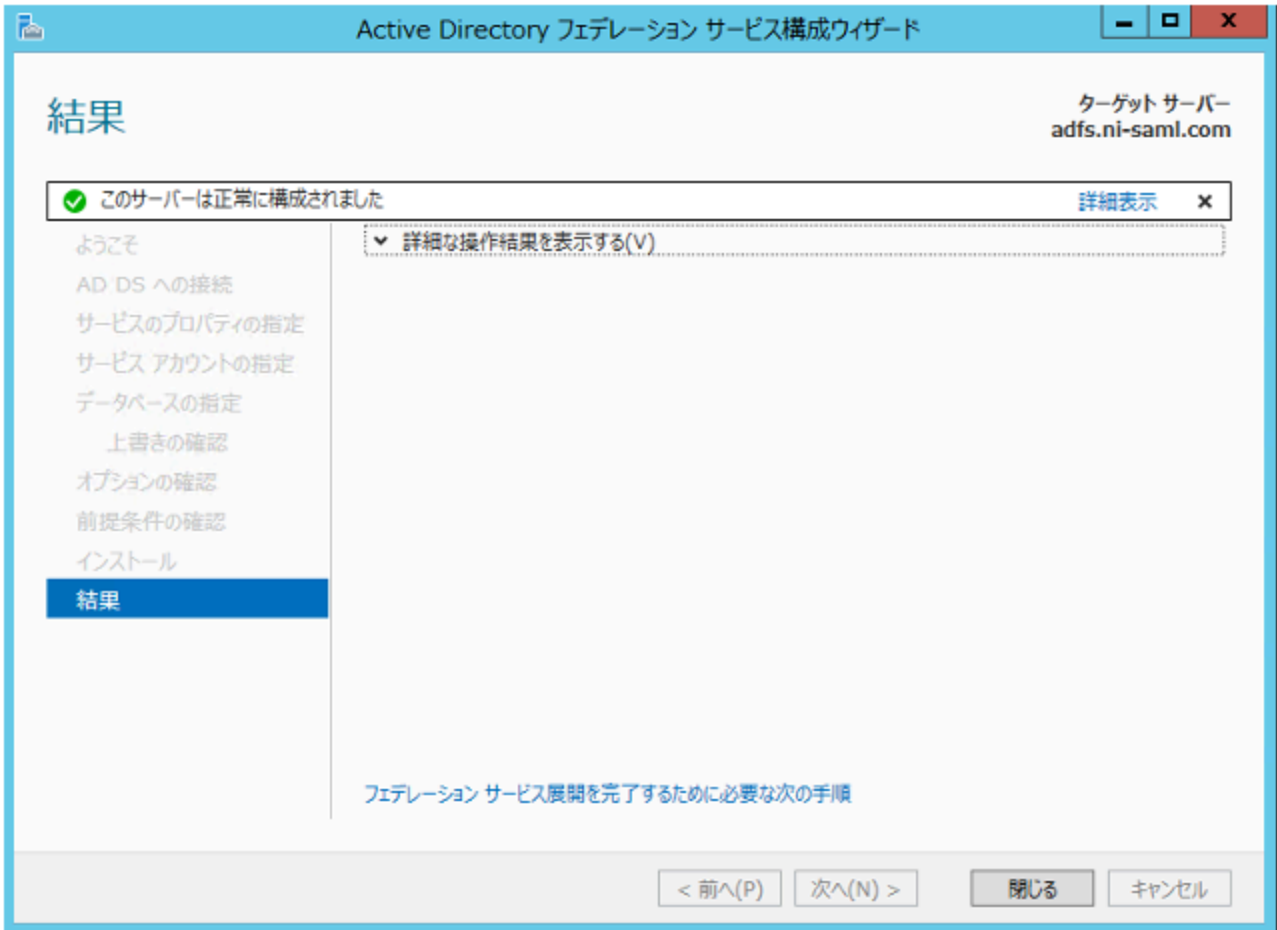 Active Directory フェデレーション サービス構成ウィザード
結果
ターゲット サーバー
adfs.ni-saml.com
このサーバーは正常に構成されました
詳細表示
ようこそ
AD DS への接続
サービスのプロパティの指定
サービス アカウントの指定
データベースの指定
上書きの確認
オプションの確認
前提条件の確認
インストール
結果
詳細な操作結果を表示する(V)
フェデレーション サービス展開を完了するために必要な次の手順
< 前へ(P)
次へ(N) >
閉じる
キャンセル